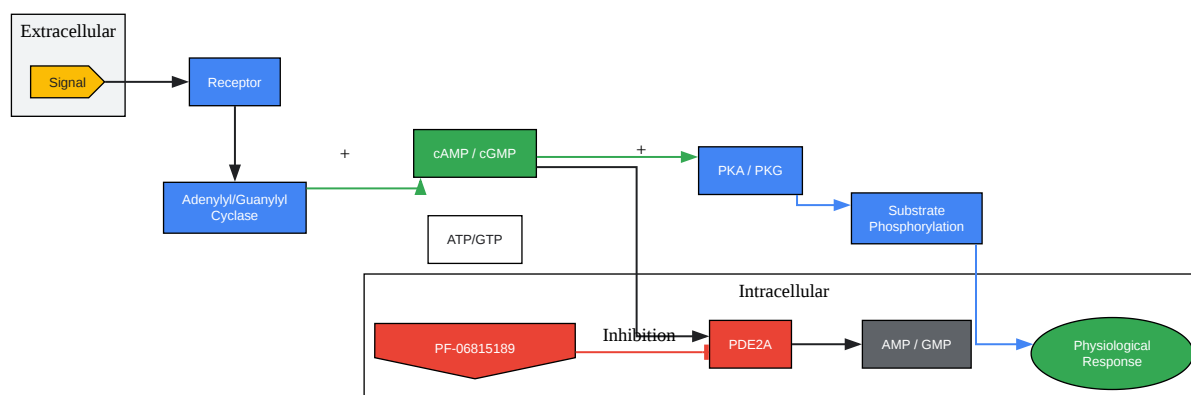 Extracellular
Signal
Receptor
+
cAMP / cGMP
+
PKA / PKG
Adenylyl/Guanylyl
Cyclase
Substrate
Phosphorylation
ATP/GTP
Intracellular
PF-06815189
Inhibition
PDE2A
AMP / GMP
Physiological
Response